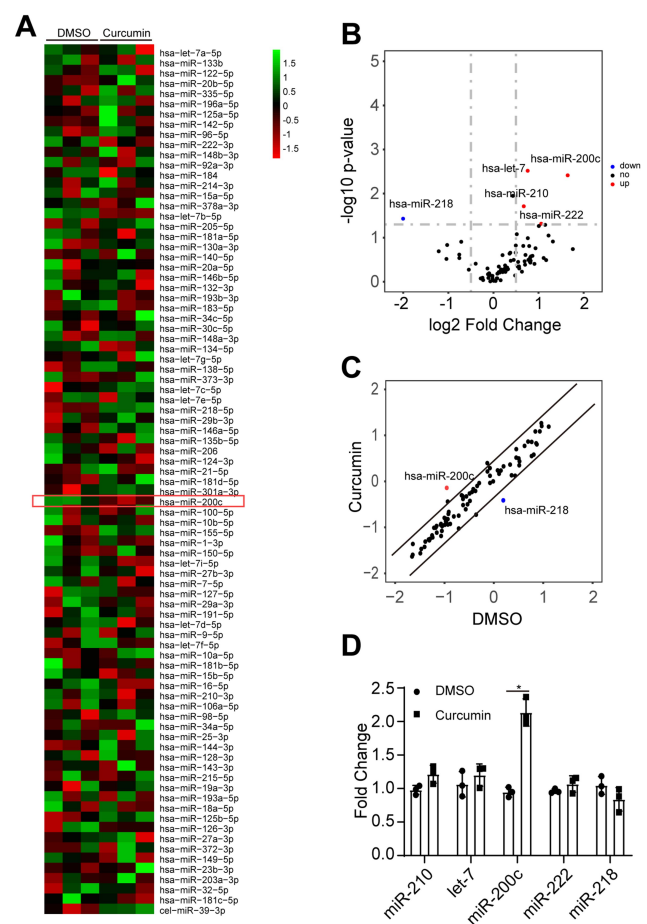 A
DMSO Curcumin
hsa-let-7a-5p
hsa-miR-133b
hsa-miR-122-5p
hsa-miR-20b-5p
hsa-miR-335-5p
hsa-miR-196a-5p
hsa-miR-125a-5p
hsa-miR-142-5p
hsa-miR-96-5p
hsa-miR-222-3p
hsa-miR-148b-3p
hsa-miR-92a-3p
hsa-miR-184
hsa-miR-214-3p
hsa-miR-15a-5p
hsa-miR-378a-3p
hsa-let-7b-5p
hsa-miR-205-5p
hsa-miR-181a-5p
hsa-miR-130a-3p
hsa-miR-140-5p
hsa-miR-20a-5p
hsa-miR-146b-5p
hsa-miR-132-3p
hsa-miR-193b-3p
hsa-miR-183-5p
hsa-miR-34c-5p
hsa-miR-30c-5p
hsa-miR-148a-3p
hsa-miR-134-5p
hsa-let-7g-5p
hsa-miR-138-5p
hsa-miR-373-3p
hsa-let-7c-5p
hsa-let-7e-5p
hsa-miR-218-5p
hsa-miR-29b-3p
hsa-miR-146a-5p
hsa-miR-135b-5p
hsa-miR-206
hsa-miR-124-3p
hsa-miR-21-5p
hsa-miR-181d-5p
hsa-miR-301a-3p
hsa-miR-200c
hsa-miR-100-5p
hsa-miR-10b-5p
hsa-miR-155-5p
hsa-miR-1-3p
hsa-miR-150-5p
hsa-let-7i-5p
hsa-miR-27b-3p
hsa-miR-7-5p
hsa-miR-127-5p
hsa-miR-29a-3p
hsa-miR-191-5p
hsa-let-7d-5p
hsa-miR-9-5p
hsa-let-7f-5p
hsa-miR-10a-5p
hsa-miR-181b-5p
hsa-miR-15b-5p
hsa-miR-16-5p
hsa-miR-210-3p
hsa-miR-106a-5p
hsa-miR-98-5p
hsa-miR-34a-5p
hsa-miR-25-3p
hsa-miR-144-3p
hsa-miR-128-3p
hsa-miR-143-3p
hsa-miR-215-5p
hsa-miR-19a-3p
hsa-miR-193a-5p
hsa-miR-18a-5p
hsa-miR-125b-5p
hsa-miR-126-3p
hsa-miR-27a-3p
hsa-miR-372-3p
hsa-miR-149-5p
hsa-miR-23b-3p
hsa-miR-203a-3p
hsa-miR-32-5p
hsa-miR-181c-5p
cel-miR-39-3p
1.5
1
0.5
0
-0.5
-1
-1.5
B
-log10 p-value
5
4
3
2
1
0
hsa-miR-200c
hsa-let-7
hsa-miR-210
hsa-miR-218
hsa-miR-222
down
no
up
-2 -1 0 1 2
log2 Fold Change
C
Curcumin
2
1
0
-1
-2
hsa-miR-200c
hsa-miR-218
-2 -1 0 1 2
DMSO
D
Fold Change
2.5
2.0
1.5
1.0
0.5
0.0
DMSO
Curcumin
*
miR-210 let-7 miR-200c miR-222 miR-218